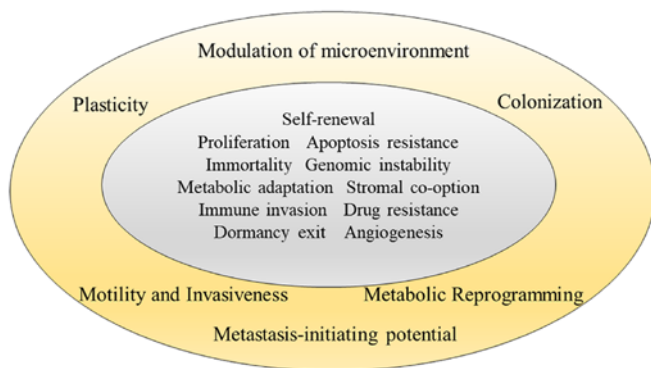 Modulation of microenvironment
Plasticity
Colonization
Self-renewal
Proliferation Apoptosis resistance
Immortality Genomic instability
Metabolic adaptation Stromal co-option
Immune invasion Drug resistance
Dormancy exit Angiogenesis
Motility and Invasiveness
Metabolic Reprogramming
Metastasis-initiating potential